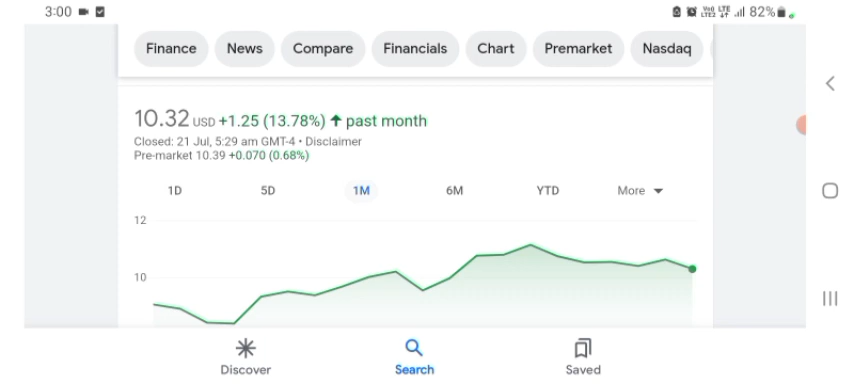 3:00 82%
Finance News Compare Financials Chart Premarket Nasdaq
10.32 USD +1.25 (13.78%) ↑ past month
Closed: 21 Jul, 5:29 am GMT-4 • Disclaimer
Pre-market 10.39 +0.070 (0.68%)
1D 5D 1M 6M YTD More
12
10
Discover Search Saved